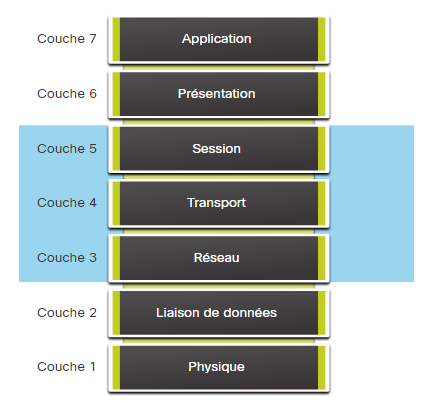 Couche 7 Application
Couche 6 Présentation
Couche 5 Session
Couche 4 Transport
Couche 3 Réseau
Couche 2 Liaison de données
Couche 1 Physique